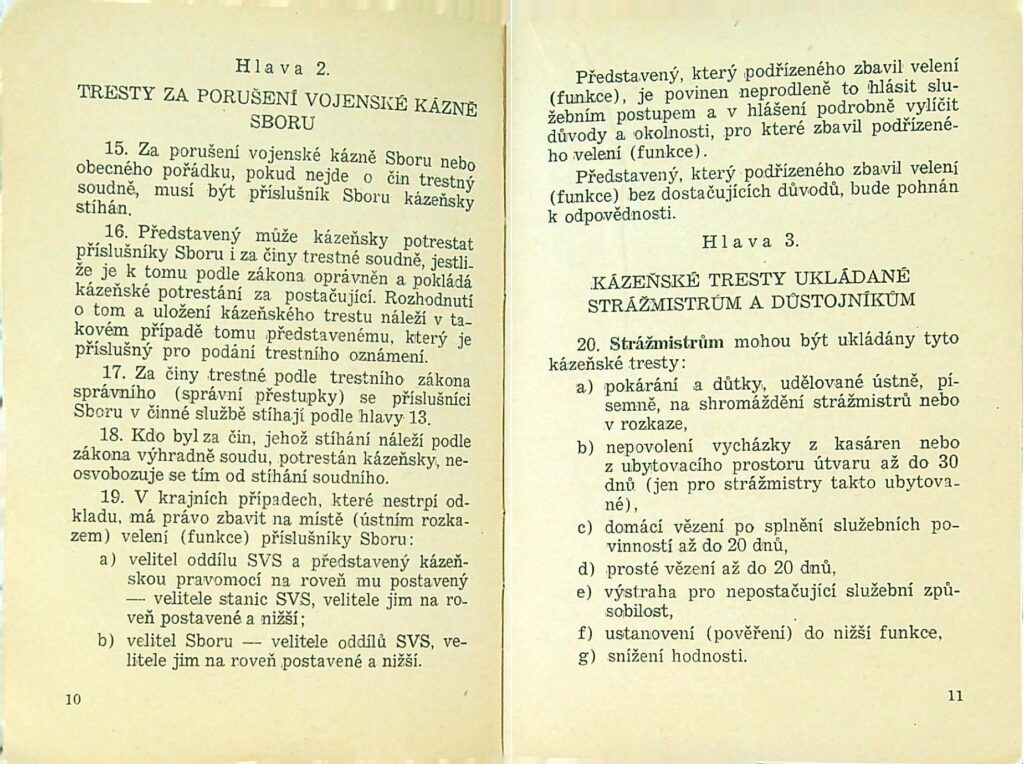 Hlava 2.
TRESTY ZA PORUŠENÍ VOJENSKÉ KÁZNĚ
SBORU
15. Za porušení vojenské kázně Sboru nebo
obecného pořádku, pokud nejde o čin trestný
soudně, musí být příslušník Sboru kázeňsky
stíhán.
16. Představený může kázeňsky potrestat
příslušníky Sboru i za činy trestné soudně, jestli-
že je k tomu podle zákona oprávněn a pokládá
kázeňské potrestání za postačující. Rozhodnutí
o tom a uložení kázeňského trestu náleží v ta-
kovém případě tomu představenému, který je
příslušný pro podání trestního oznámení.
17. Za činy trestné podle trestního zákona
správního (správní přestupky) se příslušníci
Sboru v činné službě stíhají podle hlavy 13.
18. Kdo byl za čin, jehož stíhání náleží podle
zákona výhradně soudu, potrestán kázeňsky, ne-
osvobozuje se tím od stíhání soudního.
19. V krajních případech, které nestrpí od-
kladu, má právo zbavit na místě (ústním rozka-
zem) velení (funkce) příslušníky Sboru:
a) velitel oddílu SVS a představený kázeň-
skou pravomocí na roveň mu postavený
— velitele stanic SVS, velitele jim na ro-
veň postavené a nižší;
b) velitel Sboru — velitele oddílů SVS, ve-
litele jim na roveň postavené a nižší.
10
Představený, který podřízeného zbavil velení
(funkce), je povinen neprodleně to hlásit slu-
žebním postupem a v hlášení podrobně vylíčit
důvody a okolnosti, pro které zbavil podřízené-
ho velení (funkce).
Představený, který podřízeného zbavil velení
(funkce) bez dostačujících důvodů, bude pohnán
k odpovědnosti.
Hlava 3.
KÁZEŇSKÉ TRESTY UKLÁDANÉ
STRÁŽMISTRŮM A DŮSTOJNÍKŮM
20. Strážmistrům mohou být ukládány tyto
kázeňské tresty:
a) pokárání a důtky, udělované ústně, pí-
semně, na shromáždění strážmistrů nebo
v rozkaze,
b) nepovolení vycházky z kasáren nebo
z ubytovacího prostoru útvaru až do 30
dnů (jen pro strážmistry takto ubytova-
né),
c) domácí vězení po splnění služebních po-
vinností až do 20 dnů,
d) prosté vězení až do 20 dnů,
e) výstraha pro nepostačující služební způ-
sobilost,
f) ustanovení (pověření) do nižší funkce,
g) snížení hodnosti.
11